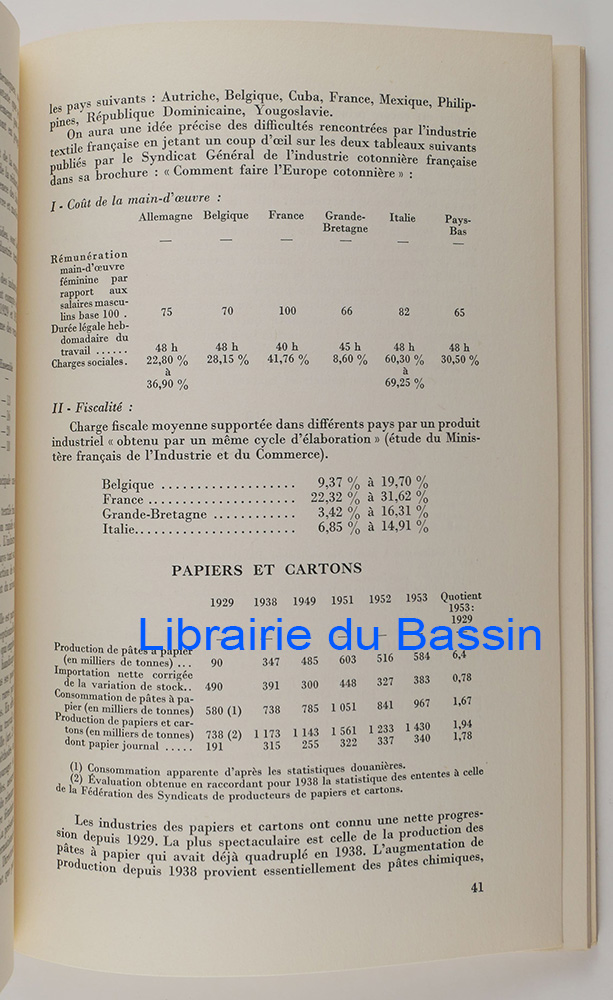 les pays suivants : Autriche, Belgique, Cuba, France, Mexique, Philip-
pines, République Dominicaine, Yougoslavie.
On aura une idée précise des difficultés rencontrées par l'industrie
textile française en jetant un coup d'œil sur les deux tableaux suivants
publiés par le Syndicat Général de l'industrie cotonnière française
dans sa brochure : « Comment faire l'Europe cotonnière » :
I - Coût de la main-d'œuvre :
Allemagne Belgique France Grande-Bretagne Italie Pays-Bas
— — — — — —
Rémunération
main-d'œuvre
féminine par
rapport aux
salaires mascu-
lins base 100 . 75 70 100 66 82 65
Durée légale heb-
domadaire du
travail ...... 48 h 48 h 40 h 45 h 48 h 48 h
Charges sociales. 22,80 % 28,15 % 41,76 % 8,60 % 60,30 % 30,50 %
à à
36,90 % 69,25 %
II - Fiscalité :
Charge fiscale moyenne supportée dans différents pays par un produit
industriel « obtenu par un même cycle d'élaboration » (étude du Minis-
tère français de l'Industrie et du Commerce).
Belgique .................... 9,37 % à 19,70 %
France ...................... 22,32 % à 31,62 %
Grande-Bretagne ............ 3,42 % à 16,31 %
Italie........................ 6,85 % à 14,91 %
PAPIERS ET CARTONS
1929 1938 1949 1951 1952 1953 Quotient
1953:
1929
Librairie du Bassin
Production de pâtes à papier
(en milliers de tonnes) ... 90 347 485 603 516 584 6,4
Importation nette corrigée
de la variation de stock.. 490 391 300 448 327 383 0,78
Consommation de pâtes à pa-
pier (en milliers de tonnes) 580 (1) 738 785 1 051 841 967 1,67
Production de papiers et car-
tons (en milliers de tonnes) 738 (2) 1 173 1 143 1 561 1 233 1 430 1,94
dont papier journal ..... 191 315 255 322 337 340 1,78
(1) Consommation apparente d'après les statistiques douanières.
(2) Évaluation obtenue en raccordant pour 1938 la statistique des ententes à celle
de la Fédération des Syndicats de producteurs de papiers et cartons.
Les industries des papiers et cartons ont connu une nette progres-
sion depuis 1929. La plus spectaculaire est celle de la production des
pâtes à papier qui avait déjà quadruplé en 1938. L'augmentation de
production depuis 1938 provient essentiellement des pâtes chimiques,
41